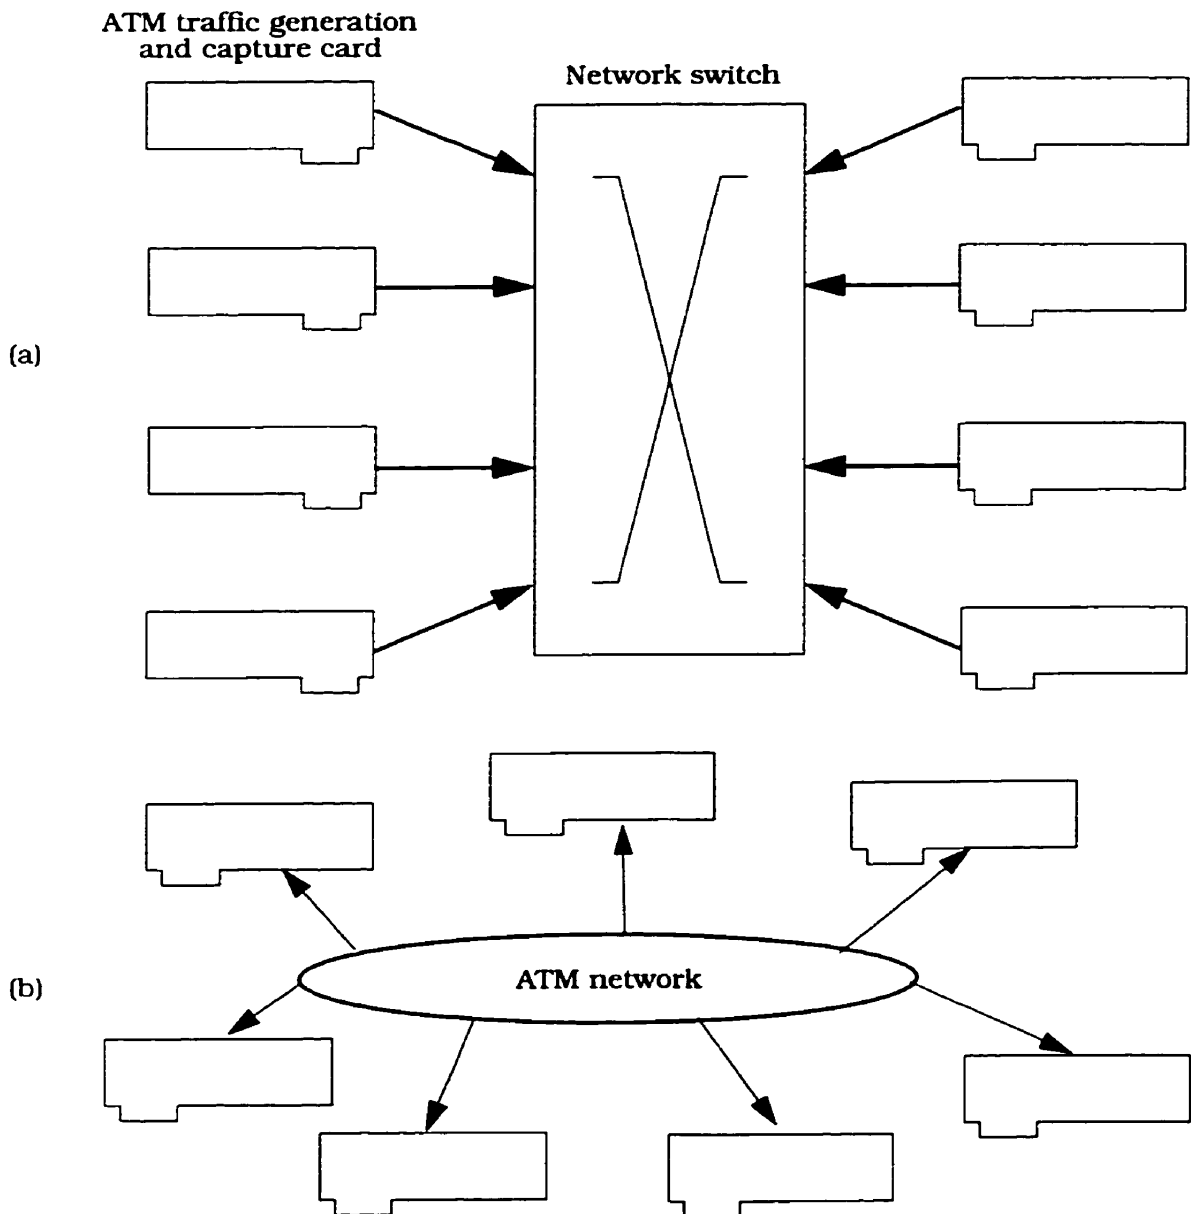 ATM traffic generation
and capture card
Network switch
(a)
ATM network
(b)